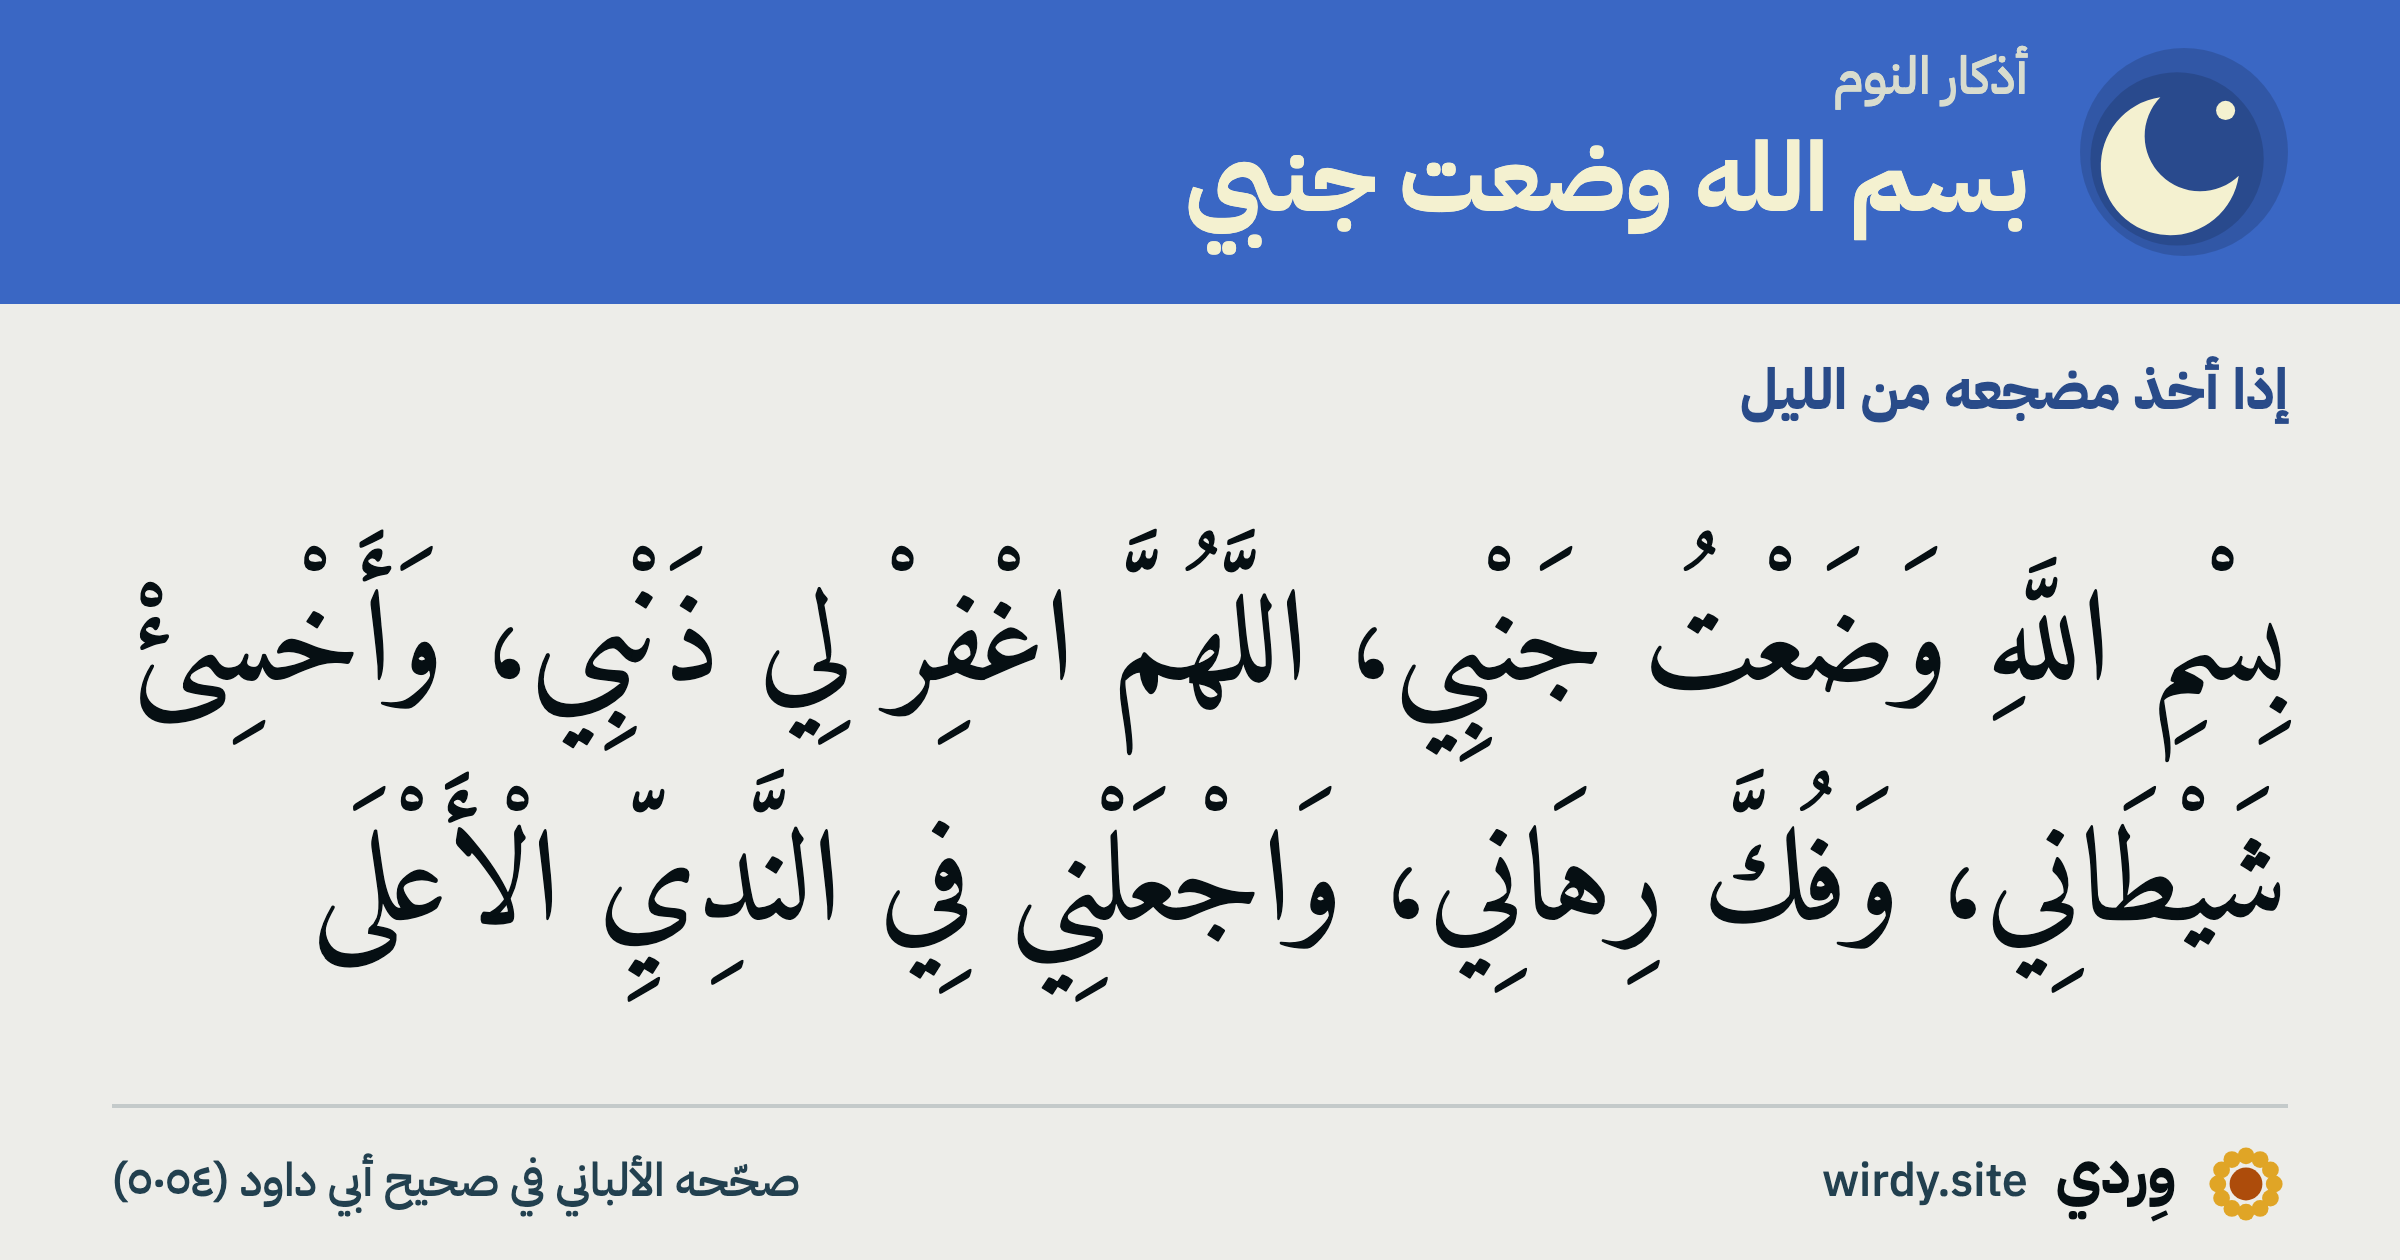 أذكار النوم
بسم الله وضعت جنبي
إذا أخذ مضجعه من الليل
بِسْمِ اللَّهِ وَضَعْتُ جَنْبِي، اللَّهُمَّ اغْفِرْ لِي ذَنْبِي، وَأَخْسِئْ
شَيْطَانِي، وَفُكَّ رِهَانِي، وَاجْعَلْنِي فِي النَّدِيِّ الْأَعْلَى
وِردي wirdy.site
صحّحه الألباني في صحيح أبي داود (٥٠٥٤)